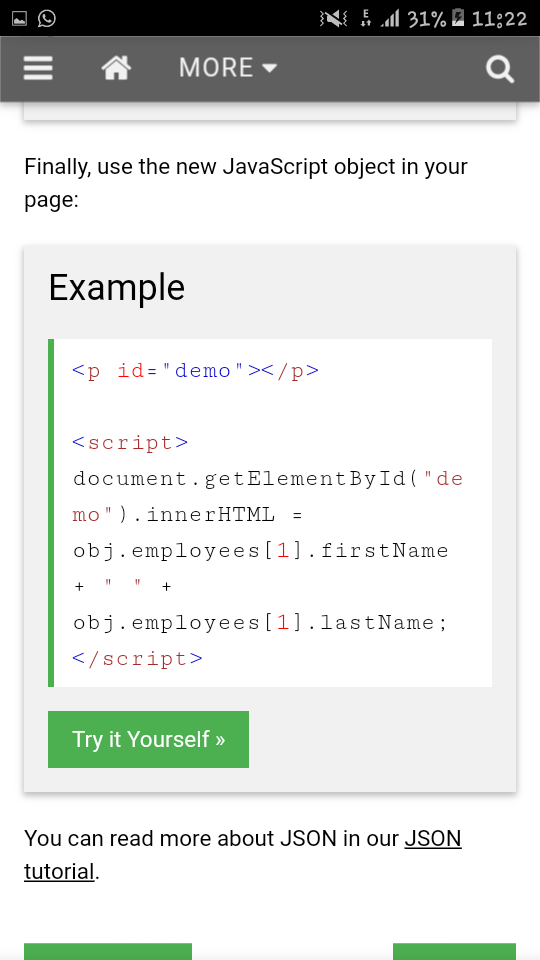 E 31% 11:22
MORE
Finally, use the new JavaScript object in your
page:
Example
<p id="demo"></p>
<script>
document.getElementById("de
mo").innerHTML =
obj.employees[1].firstName
+ " " +
obj.employees[1].lastName;
</script>
Try it Yourself »
You can read more about JSON in our JSON
tutorial.